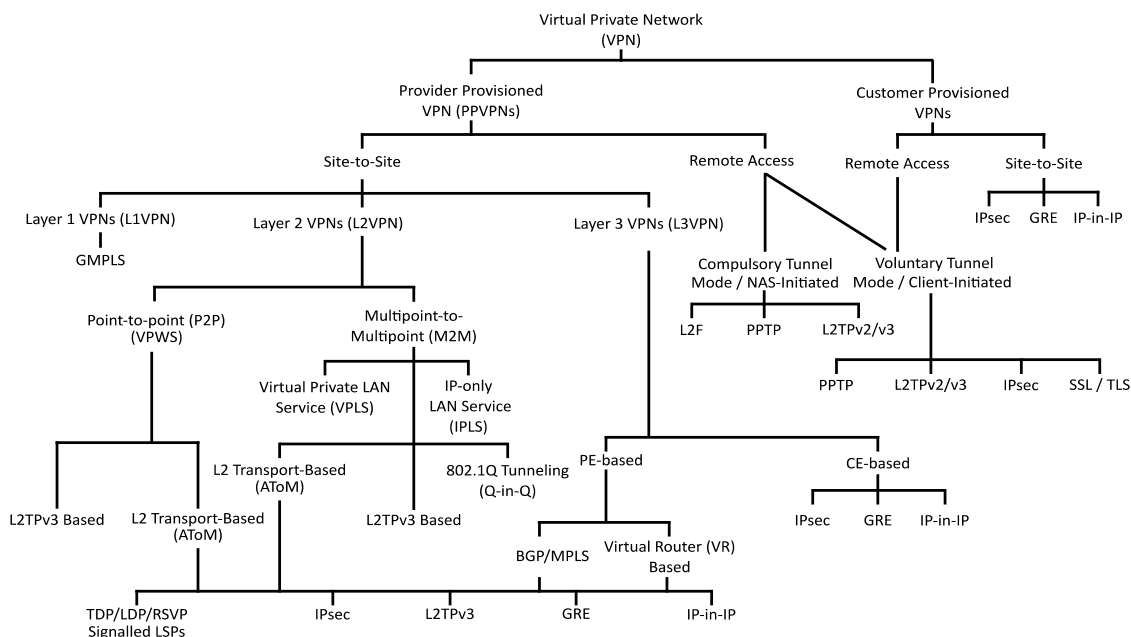 Virtual Private Network
(VPN)
Provider Provisioned
VPN (PPVPNs)
Customer Provisioned
VPNs
Site-to-Site
Remote Access
Remote Access
Site-to-Site
IPsec
GRE
IP-in-IP
Layer 1 VPNs (L1VPN)
Layer 2 VPNs (L2VPN)
Layer 3 VPNs (L3VPN)
GMPLS
Compulsory Tunnel
Mode / NAS-Initiated
Voluntary Tunnel
Mode / Client-Initiated
L2F
PPTP
L2TPv2/v3
Point-to-point (P2P)
(VPWS)
Multipoint-to-
Multipoint (M2M)
PPTP
L2TPv2/v3
IPsec
SSL / TLS
Virtual Private LAN
Service (VPLS)
IP-only
LAN Service
(IPLS)
L2 Transport-Based
(AToM)
802.1Q Tunneling
(Q-in-Q)
PE-based
CE-based
L2TPv3 Based
L2 Transport-Based
(AToM)
L2TPv3 Based
IPsec
GRE
IP-in-IP
BGP/MPLS
Virtual Router (VR)
Based
TDP/LDP/RSVP
Signalled LSPs
IPsec
L2TPv3
GRE
IP-in-IP